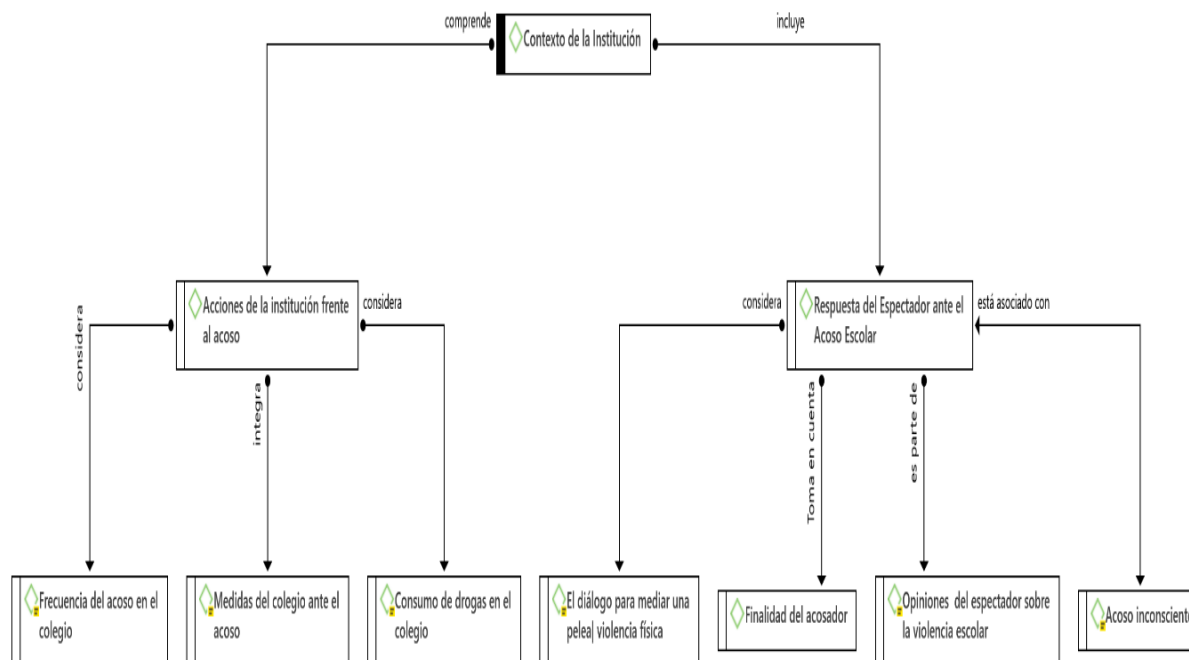 comprende
incluye
Contexto de la Institución
Acciones de la institución frente
al acoso
considera
considera
integra
Respuesta del Espectador ante el
Acoso Escolar
considera
está asociado con
Toma en cuenta
es parte de
Frecuencia del acoso en el
colegio
Medidas del colegio ante el
acoso
Consumo de drogas en el
colegio
El diálogo para mediar una
pelea| violencia física
Finalidad del acosador
Opiniones del espectador sobre
la violencia escolar
Acoso inconsciente